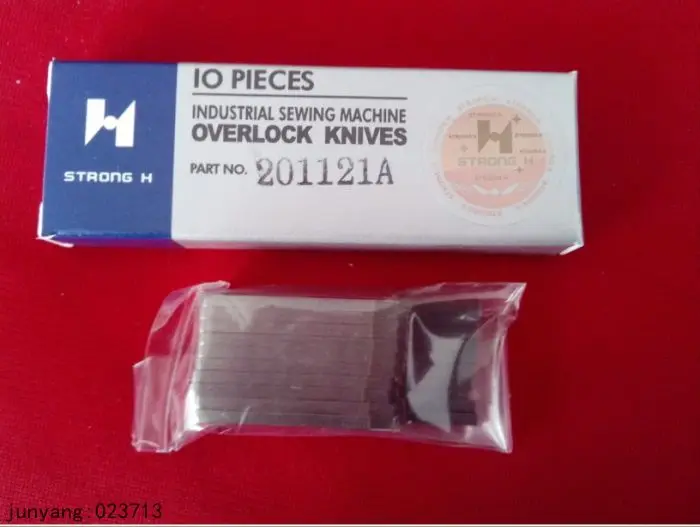 10 PIECES
INDUSTRIAL SEWING MACHINE
OVERLOCK KNIVES
PART NO. 201121A
STRONG H
STRONG H
junyang:023713